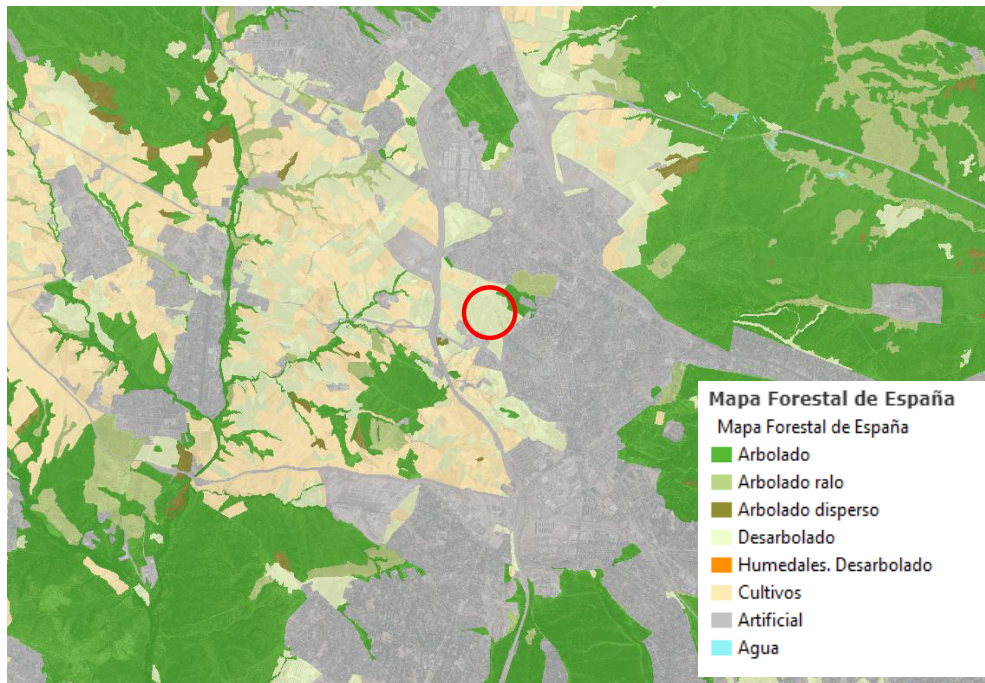 Mapa Forestal de España
Mapa Forestal de España
Arbolado
Arbolado ralo
Arbolado disperso
Desarbolado
Humedales. Desarbolado
Cultivos
Artificial
Agua